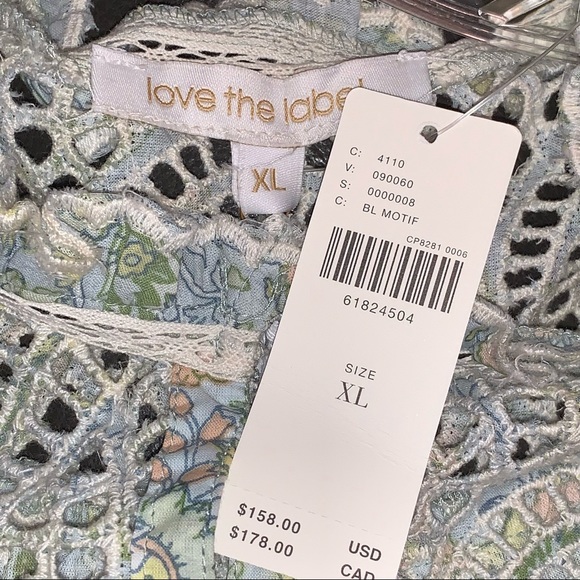 love the label
XL
C: 4110
V: 090060
S: 0000008
C: BL MOTIF
CP8281 0006
61824504
SIZE
XL
$158.00 USD
$178.00 CAD